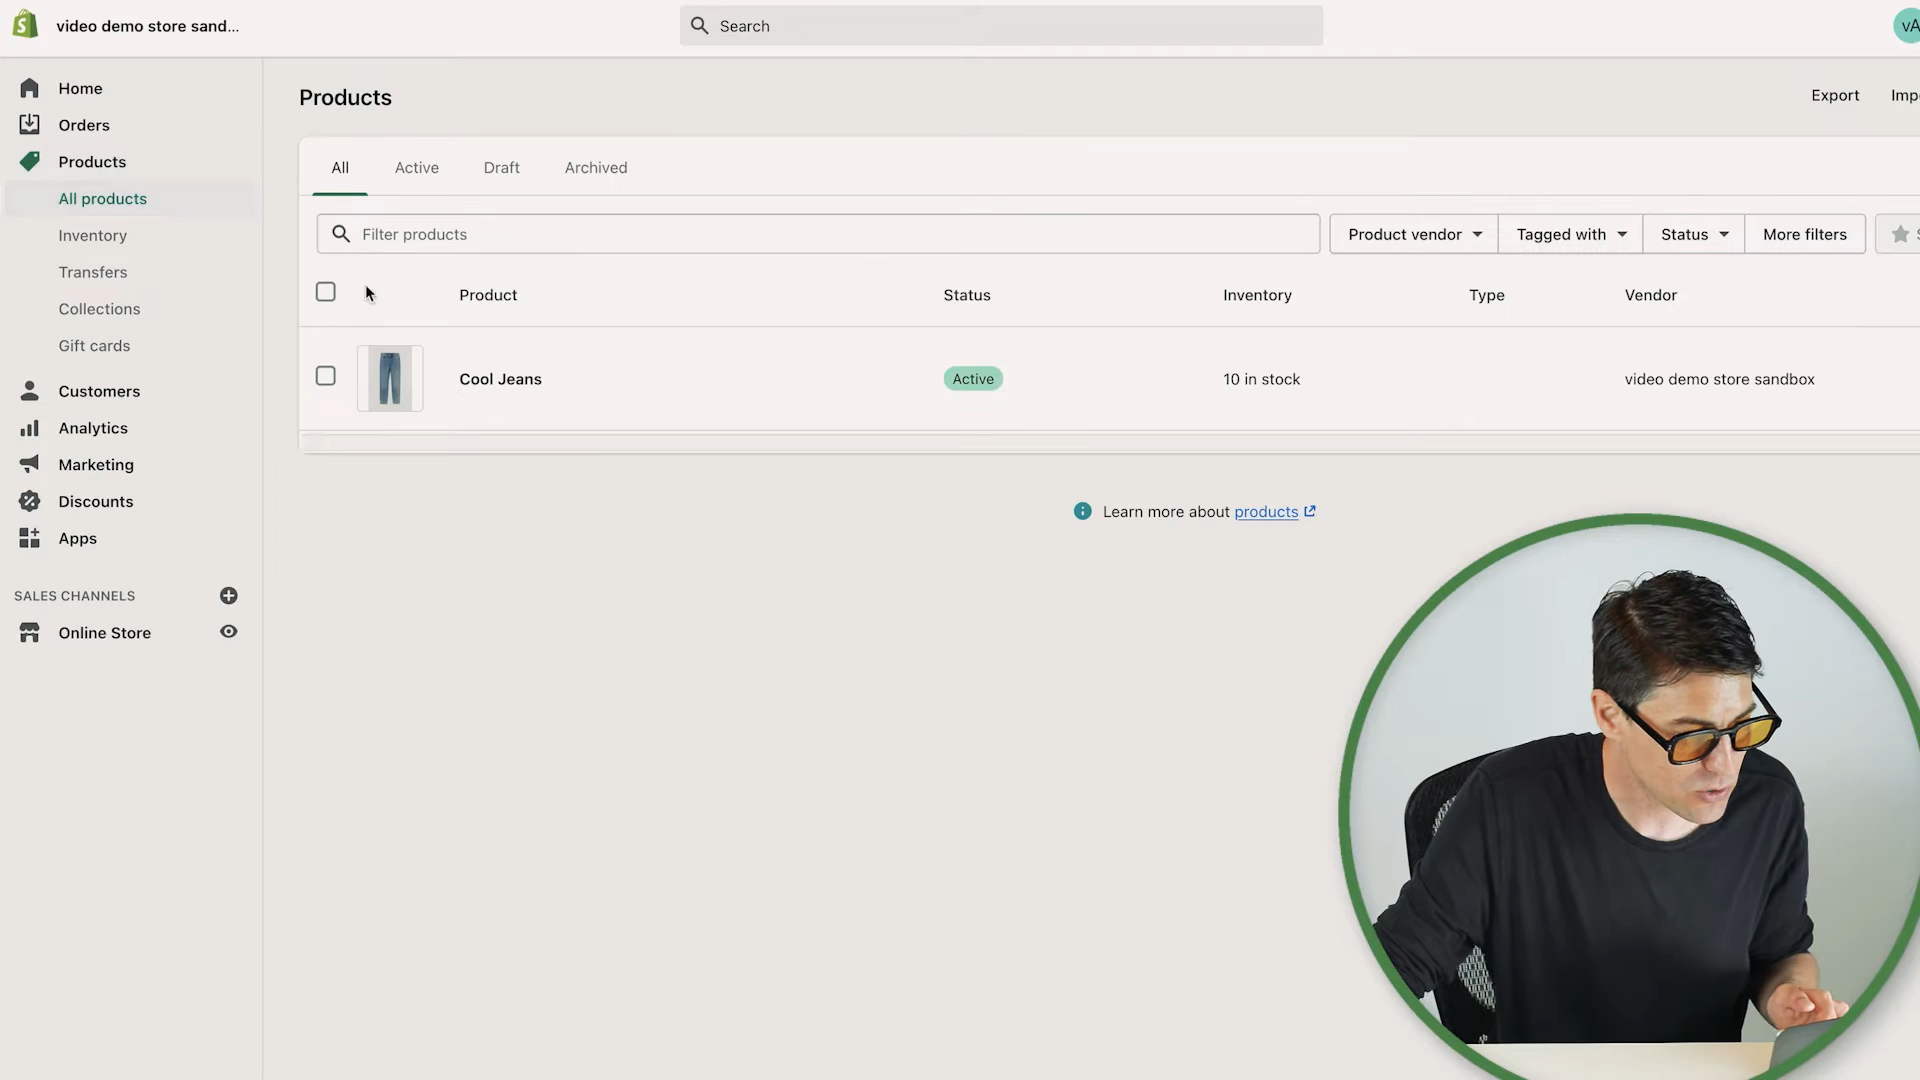 video demo store sand...
Search
vA
Home
Orders
Products
All products
Inventory
Transfers
Collections
Gift cards
Customers
Analytics
Marketing
Discounts
Apps
SALES CHANNELS
Online Store
Products
Export
Imp
All
Active
Draft
Archived
Filter products
Product vendor
Tagged with
Status
More filters
S
Product
Status
Inventory
Type
Vendor
Cool Jeans
Active
10 in stock
video demo store sandbox
Learn more about products